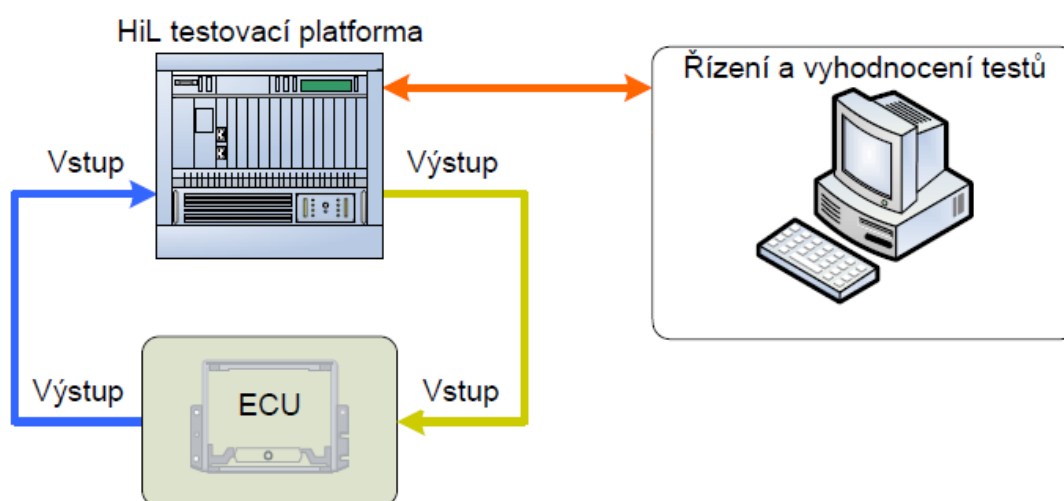 HiL testovací platforma
Řízení a vyhodnocení testů
Vstup
Výstup
Výstup
ECU
Vstup